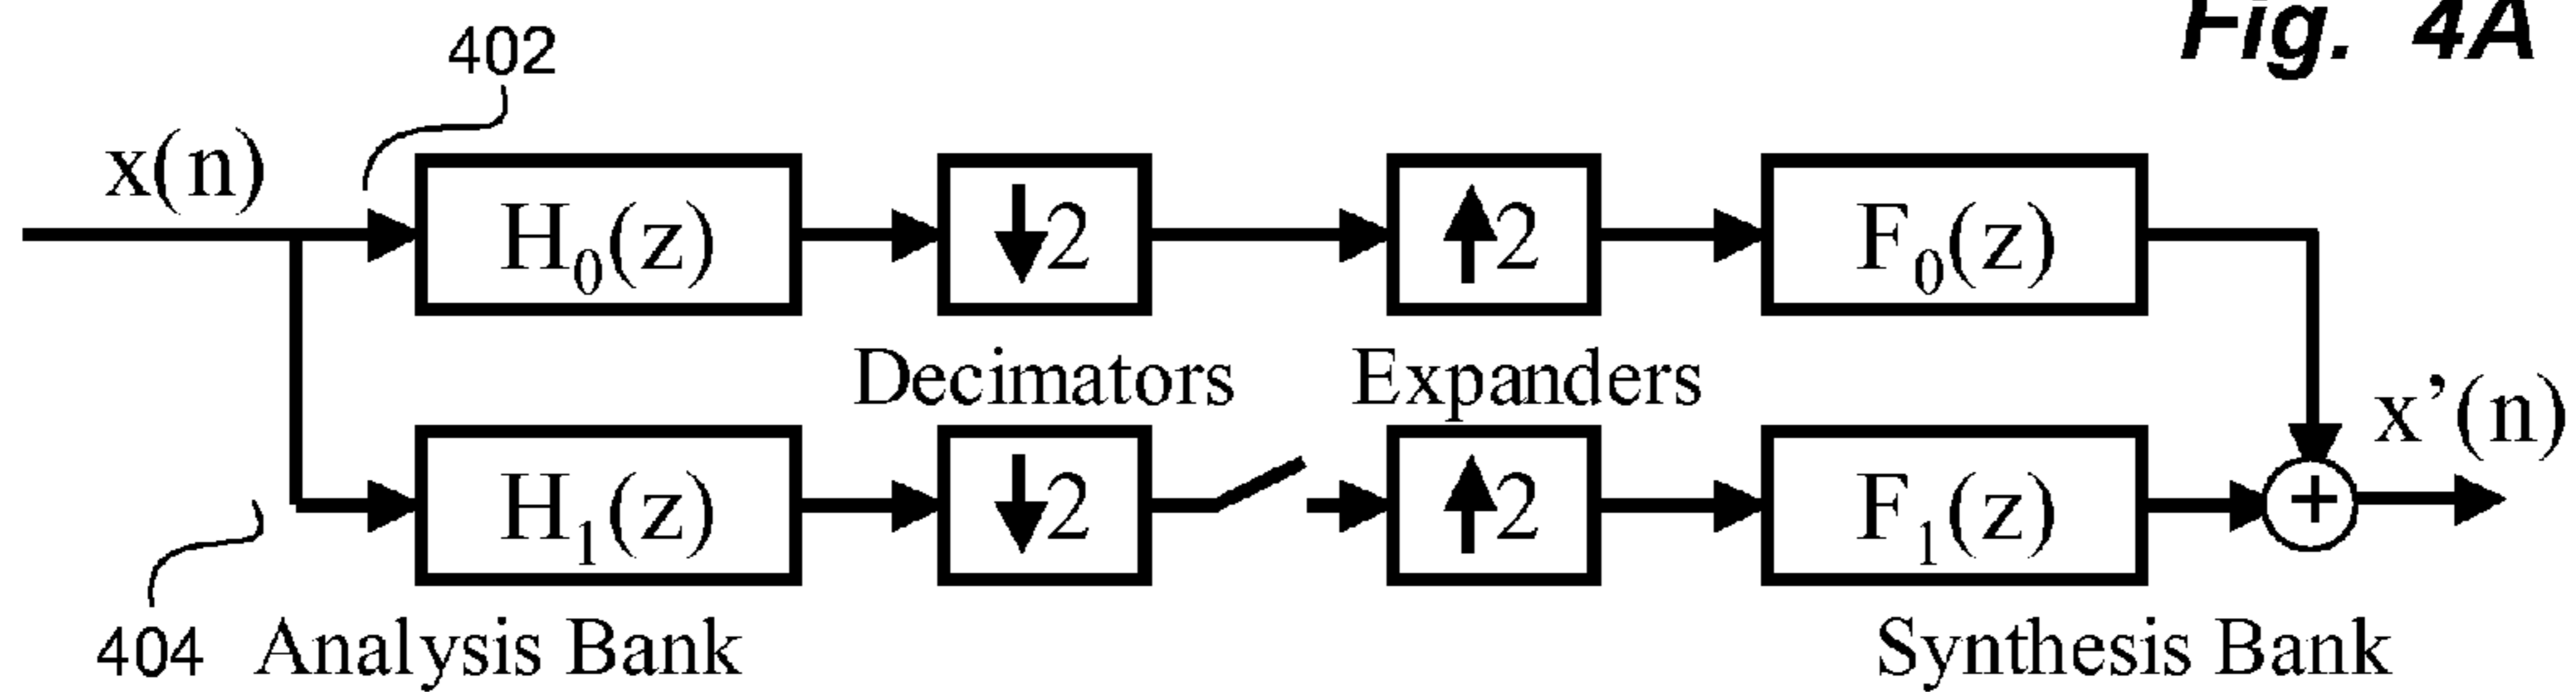 Fig. 4A
402
x(n)
H₀(z)
↓2
↑2
F₀(z)
Decimators
Expanders
x’(n)
H₁(z)
↓2
↑2
F₁(z)
+
404
Analysis Bank
Synthesis Bank